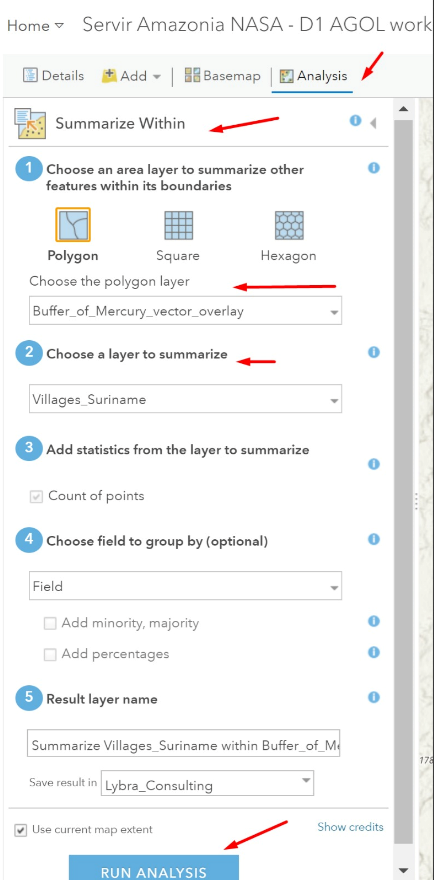 Home Servir Amazonia NASA - D1 AGOL work
Details Add Basemap Analysis
Summarize Within
1 Choose an area layer to summarize other
features within its boundaries
Polygon Square Hexagon
Choose the polygon layer
Buffer_of_Mercury_vector_overlay
2 Choose a layer to summarize
Villages_Suriname
3 Add statistics from the layer to summarize
Count of points
4 Choose field to group by (optional)
Field
Add minority, majority
Add percentages
5 Result layer name
Summarize Villages_Suriname within Buffer_of_M
178
Save result in Lybra_Consulting
Use current map extent Show credits
RUN ANALYSIS